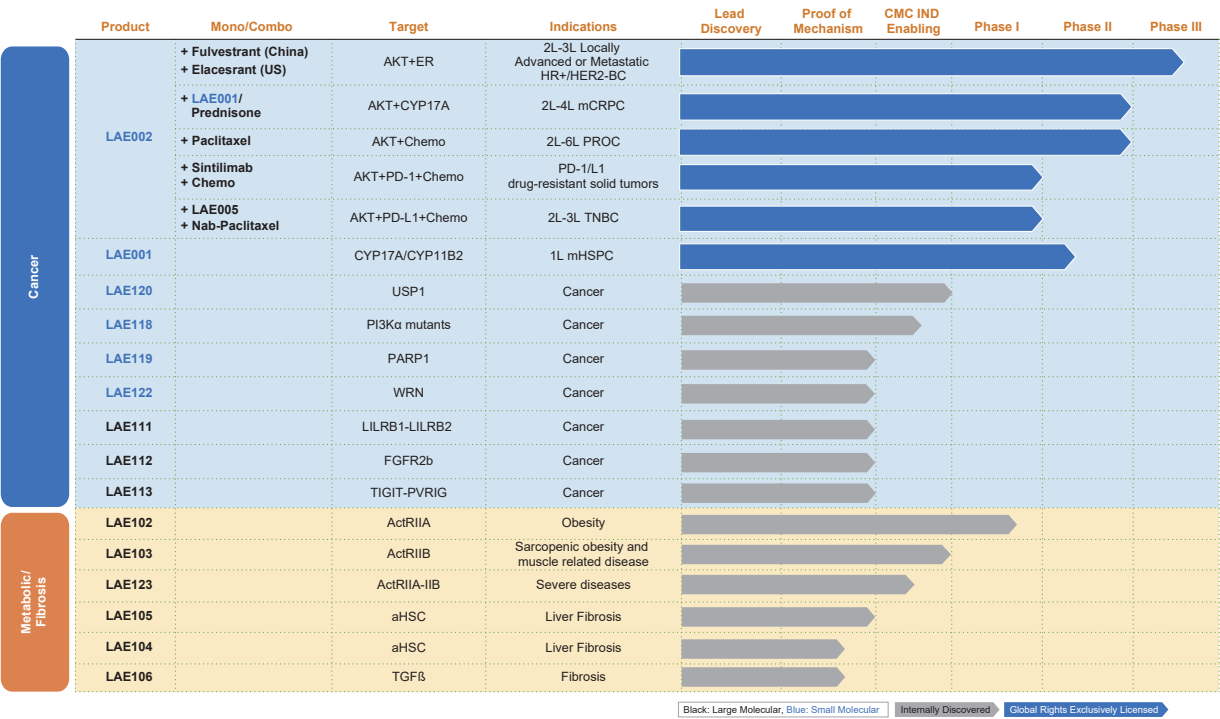 Product Mono/Combo Target Indications Lead Discovery Proof of Mechanism CMC IND Enabling Phase I Phase II Phase III
Cancer
LAE002
+ Fulvestrant (China)
+ Elacesrant (US)
AKT+ER
2L-3L Locally
Advanced or Metastatic
HR+/HER2-BC
+ LAE001/
Prednisone
AKT+CYP17A
2L-4L mCRPC
+ Paclitaxel
AKT+Chemo
2L-6L PROC
+ Sintilimab
+ Chemo
AKT+PD-1+Chemo
PD-1/L1
drug-resistant solid tumors
+ LAE005
+ Nab-Paclitaxel
AKT+PD-L1+Chemo
2L-3L TNBC
LAE001 CYP17A/CYP11B2 1L mHSPC
LAE120 USP1 Cancer
LAE118 PI3Kα mutants Cancer
LAE119 PARP1 Cancer
LAE122 WRN Cancer
LAE111 LILRB1-LILRB2 Cancer
LAE112 FGFR2b Cancer
LAE113 TIGIT-PVRIG Cancer
Metabolic/
Fibrosis
LAE102 ActRIIA Obesity
LAE103 ActRIIB
Sarcopenic obesity and
muscle related disease
LAE123 ActRIIA-IIB Severe diseases
LAE105 aHSC Liver Fibrosis
LAE104 aHSC Liver Fibrosis
LAE106 TGFß Fibrosis
Black: Large Molecular, Blue: Small Molecular Internally Discovered Global Rights Exclusively Licensed